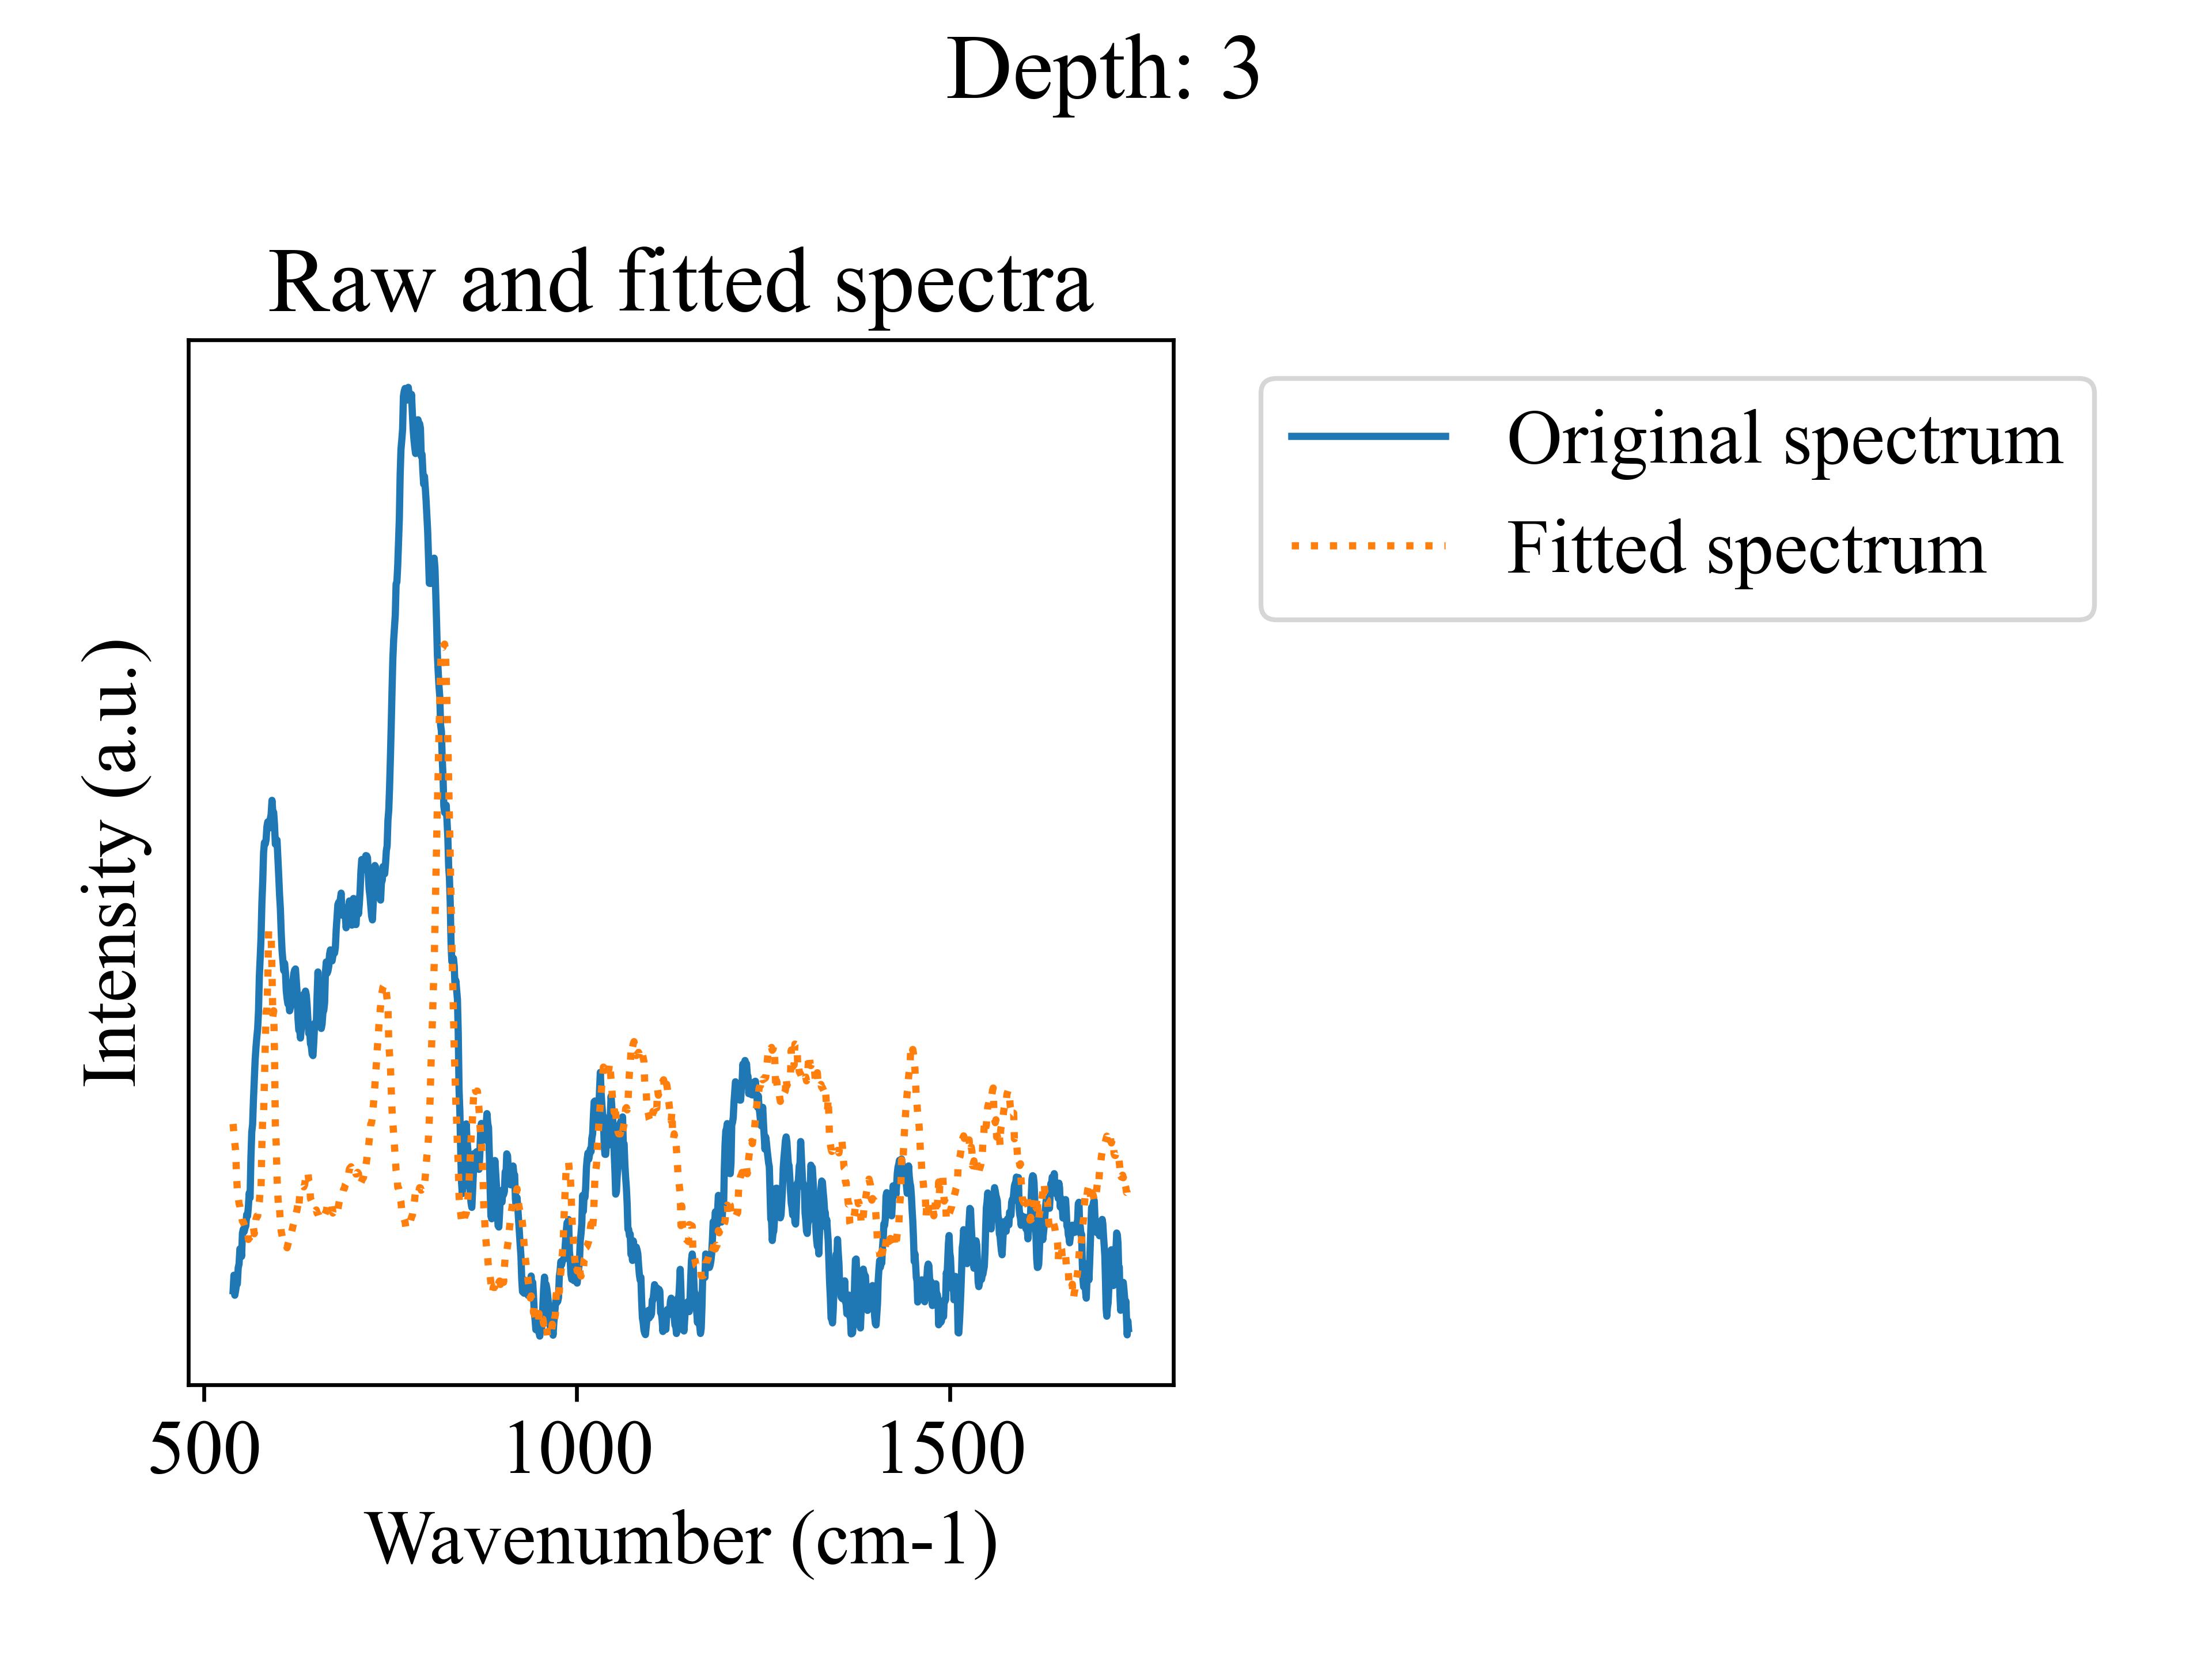 Depth: 3
Raw and fitted spectra
Original spectrum
Fitted spectrum
Intensity (a.u.)
500 1000 1500
Wavenumber (cm-1)